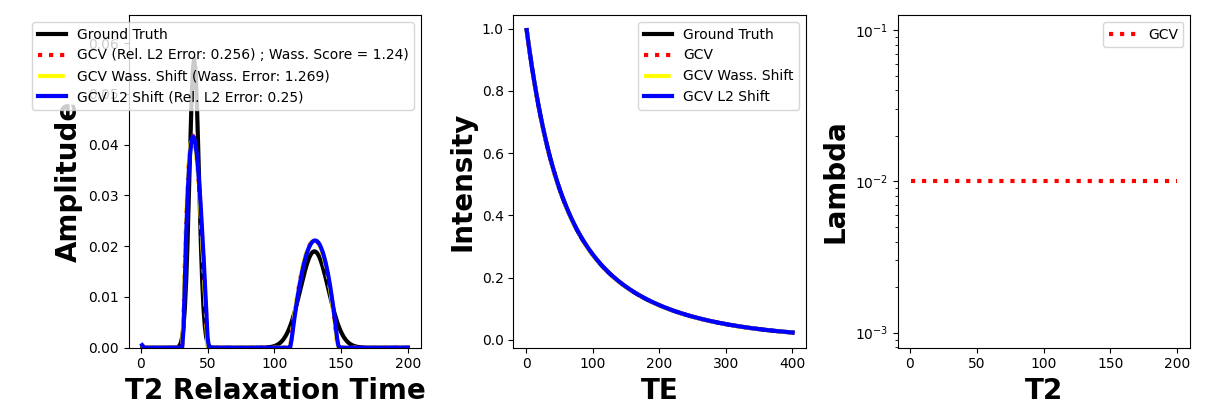 Ground Truth
GCV (Rel. L2 Error: 0.256) ; Wass. Score = 1.24)
GCV Wass. Shift (Wass. Error: 1.269)
GCV L2 Shift (Rel. L2 Error: 0.25)
Amplitude
0.06
0.05
0.04
0.03
0.02
0.01
0.00
0 50 100 150 200
T2 Relaxation Time
Ground Truth
GCV
GCV Wass. Shift
GCV L2 Shift
Intensity
1.0
0.8
0.6
0.4
0.2
0.0
0 100 200 300 400
TE
GCV
Lambda
10⁻¹
10⁻²
10⁻³
0 50 100 150 200
T2